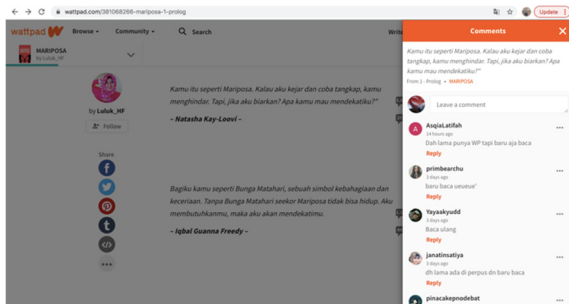 wattpad.com/381068266-mariposa-1-prolog
Update
wattpad
Browse
Community
Search
Write
MARIPOSA
by Luluk_HF
by Luluk_HF
Follow
Share
Kamu itu seperti Mariposa. Kalau aku kejar dan coba tangkap, kamu
menghindar. Tapi, jika aku biarkan? Apa kamu mau mendekatiku?"
– Natasha Kay-Loovi –
Bagiku kamu seperti Bunga Matahari, sebuah simbol kebahagiaan dan
keceriaan. Tanpa Bunga Matahari seekor Mariposa tidak bisa hidup. Aku
membutuhkanmu, maka aku akan mendekatimu.
– Iqbal Guanna Freedy –
Comments
Kamu itu seperti Mariposa. Kalau aku kejar dan coba
tangkap, kamu menghindar. Tapi, jika aku biarkan? Apa
kamu mau mendekatiku?"
From 1 - Prolog • MARIPOSA
Leave a comment
A
AsqiaLatifah
14 hours ago
Dah lama punya WP tapi baru aja baca
Reply
primbearchu
3 days ago
baru baca ueueue'
Reply
Yayaakyudd
3 days ago
Baca ulang
Reply
janatinsatiya
3 days ago
dh lama ada di perpus dn baru baca
Reply
pinacakepnodebat